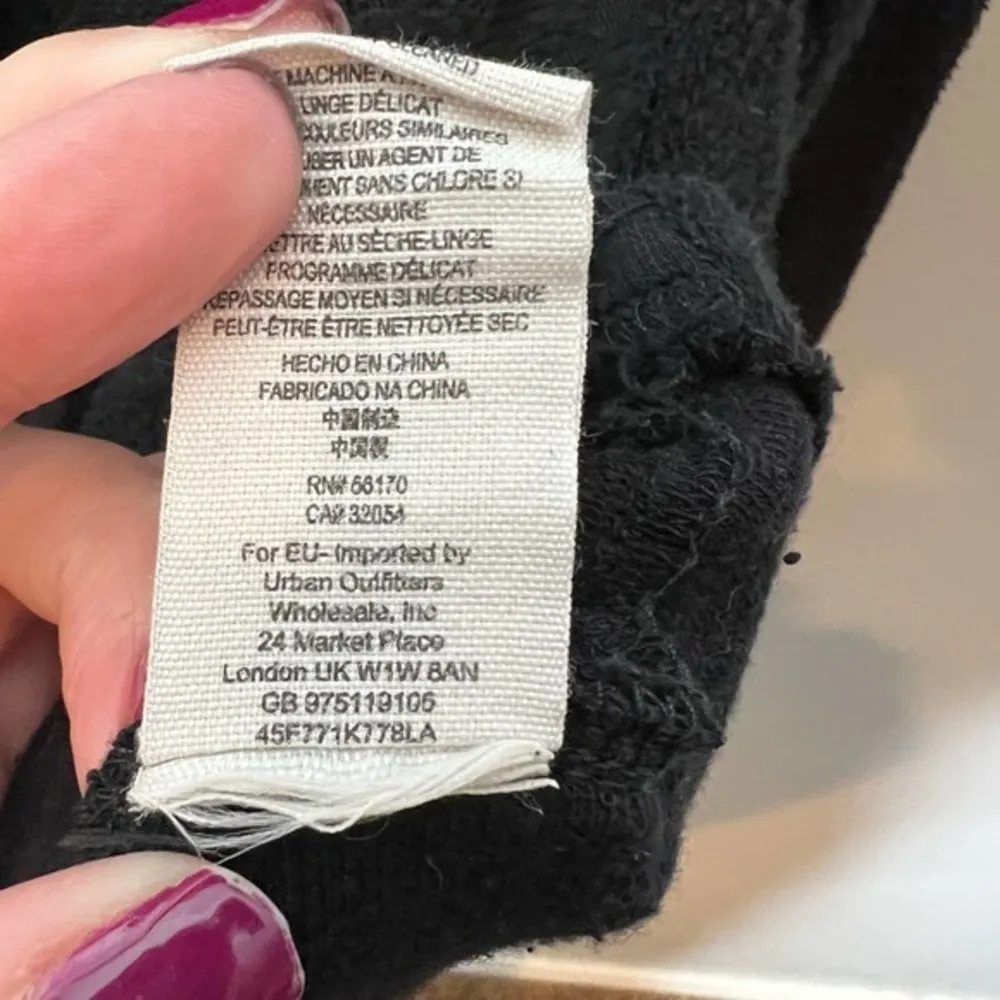 MACHINE À
LINGE DÉLICAT
COULEURS SIMILAIRES
UN AGENT DE
SANS CHLORE SI
NÉCESSAIRE
AU SÈCHE-LINGE
PROGRAMME DÉLICAT
REPASSAGE MOYEN SI NÉCESSAIRE
PEUT-ÊTRE ÊTRE NETTOYÉE SEC
HECHO EN CHINA
FABRICADO NA CHINA
中國制造
中国製
RN# 66170
CA# 32054
For EU- Imported by
Urban Outfitters
Wholesale, Inc
24 Market Place
London UK W1W 8AN
GB 975119105
45F771K778LA